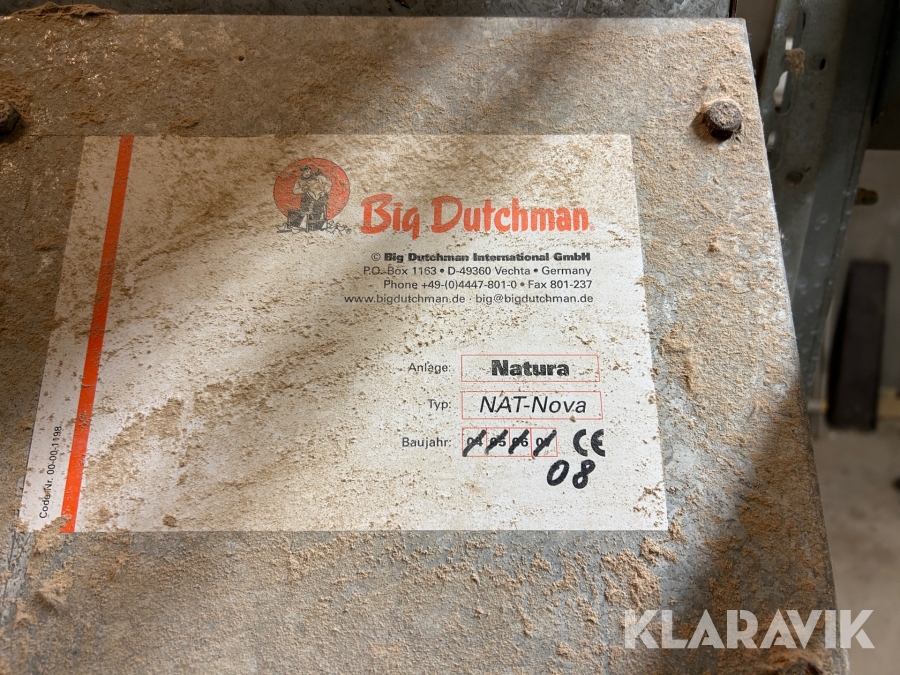 Big Dutchman
© Big Dutchman International GmbH
P.O. Box 1163 • D-49360 Vechta • Germany
Phone +49-(0)4447-801-0 • Fax 801-237
www.bigdutchman.de · big@bigdutchman.de
Anlage: Natura
Typ: NAT-Nova
Baujahr: 04 05 06 07 CE
08
Code-Nr. 00-00-1198
KLARAVIK